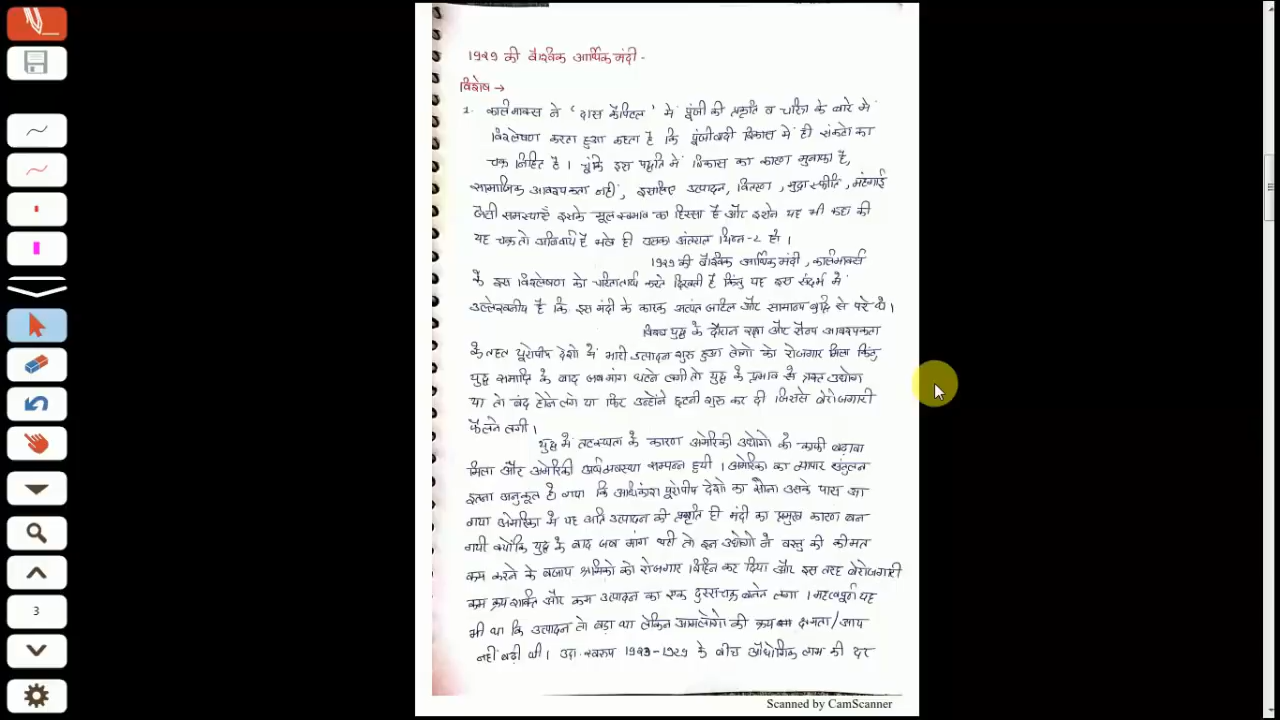 1929 की वैश्विक आर्थिक मंदी -
विशेष →
1. कार्लमार्क्स ने 'दास कैपिटल' में पूंजी की प्रकृति व चरित्र के बारे में
विश्लेषण करता हुआ कहता है कि पूंजीवादी विकास में ही संकटो का
चक्र निहित है। चूंकि इस पद्धति में विकास का कारण मुनाफा है,
सामाजिक आवश्यकता नहीं, इसलिए उत्पादन, वितरण, मुद्रा स्फीति, महंगाई
जैसी समस्याएँ इसके मूल स्वभाव का हिस्सा है और इसने यह भी कहा की
यह चक्र तो अनिवार्य है भले ही उसका अंतराल भिन्न-२ हो।
1929 की वैश्विक आर्थिक मंदी, कार्लमार्क्स
के इस विश्लेषण को चरितार्थ करते दिखती है किंतु यह इस संदर्भ में
उल्लेखनीय है कि इस मंदी के कारक अत्यंत जटिल और सामान्य बुद्धि से परे थे।
विश्व युद्ध के दौरान रक्षा और सैन्य आवश्यकता
के तहत यूरोपीय देशो में भारी उत्पादन शुरु हुआ लोगो को रोजगार मिला किंतु
युद्ध समाप्ति के बाद जब मांग घटने लगी तो युद्ध के प्रभाव से उद्योग
या तो बंद होने लगे या फिर उन्होंने छटनी शुरु कर दी जिससे बेरोजगारी
फैलने लगी।
युद्ध में तटस्थता के कारण अमेरिकी उद्योगो को काफी बढ़ावा
मिला और अमेरिकी अर्थव्यवस्था सम्पन्न हुयी। अमेरिका का व्यापार संतुलन
इतना अनुकूल हो गया कि अधिकांश यूरोपीय देशो का सोना उसके पास आ
गया अमेरिका में यह अति उत्पादन की प्रवृति ही मंदी का प्रमुख कारण बन
गयी क्योंकि युद्ध के बाद जब मांग घटी तो इन उद्योगो ने वस्तु की कीमत
कम करने के बजाय श्रमिको को रोजगार विहिन कर दिया और इस तरह बेरोजगारी
कम क्रय शक्ति और कम उत्पादन का एक दुस्चक्र बनने लगा। महत्वपूर्ण यह
भी था कि उत्पादन तो बड़ा था लेकिन आमलोगो की क्रय क्षमता/आय
नहीं बढ़ी थी। उदा. स्वरुप 1923-1929 के बीच औद्योगिक लाभ की दर
Scanned by CamScanner
3